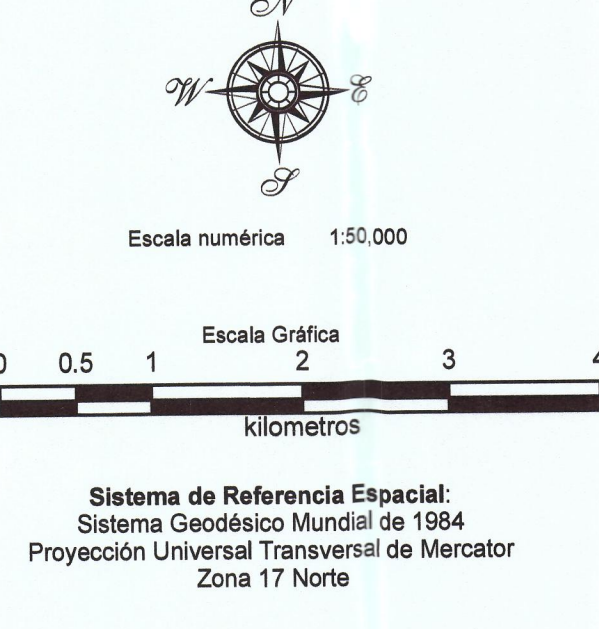 N
W E
S
Escala numérica 1:50,000
Escala Gráfica
0 0.5 1 2 3 4
kilometros
Sistema de Referencia Espacial:
Sistema Geodésico Mundial de 1984
Proyección Universal Transversal de Mercator
Zona 17 Norte